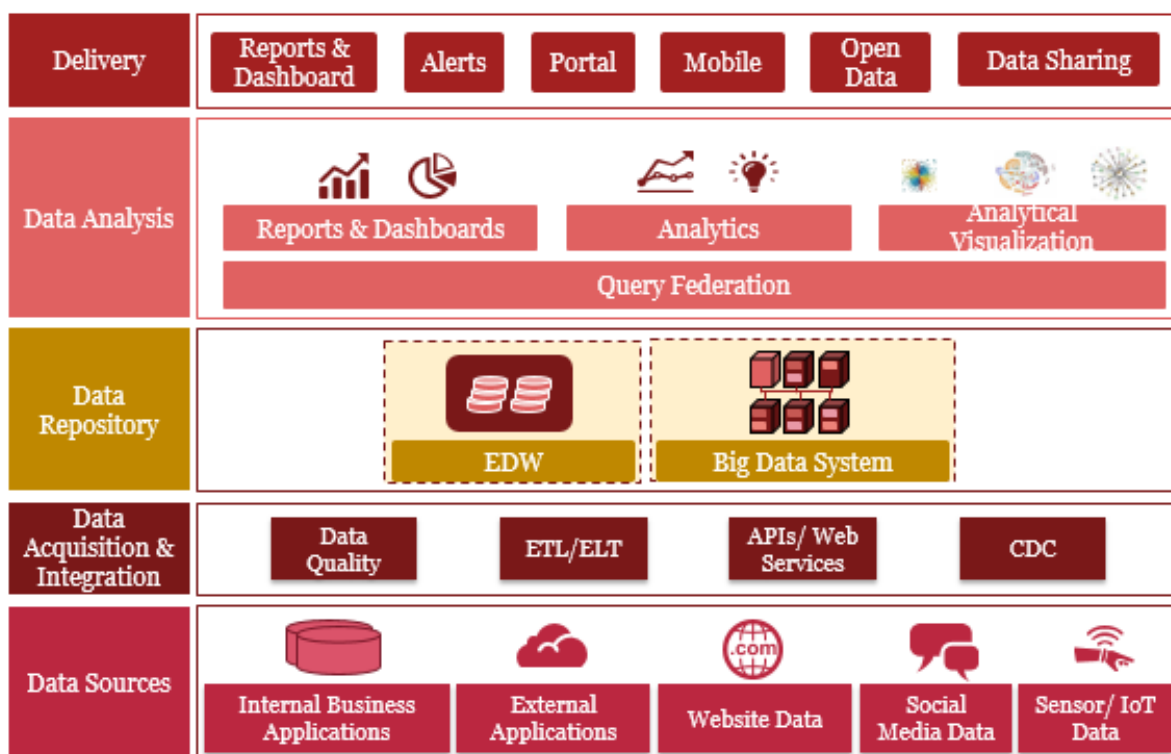 Delivery
Reports &
Dashboard
Alerts
Portal
Mobile
Open
Data
Data Sharing
Data Analysis
Reports & Dashboards
Analytics
Analytical
Visualization
Query Federation
Data
Repository
EDW
Big Data System
Data
Acquisition &
Integration
Data
Quality
ETL/ELT
APIs/ Web
Services
CDC
Data Sources
.com
Internal Business
Applications
External
Applications
Website Data
Social
Media Data
Sensor/ IoT
Data